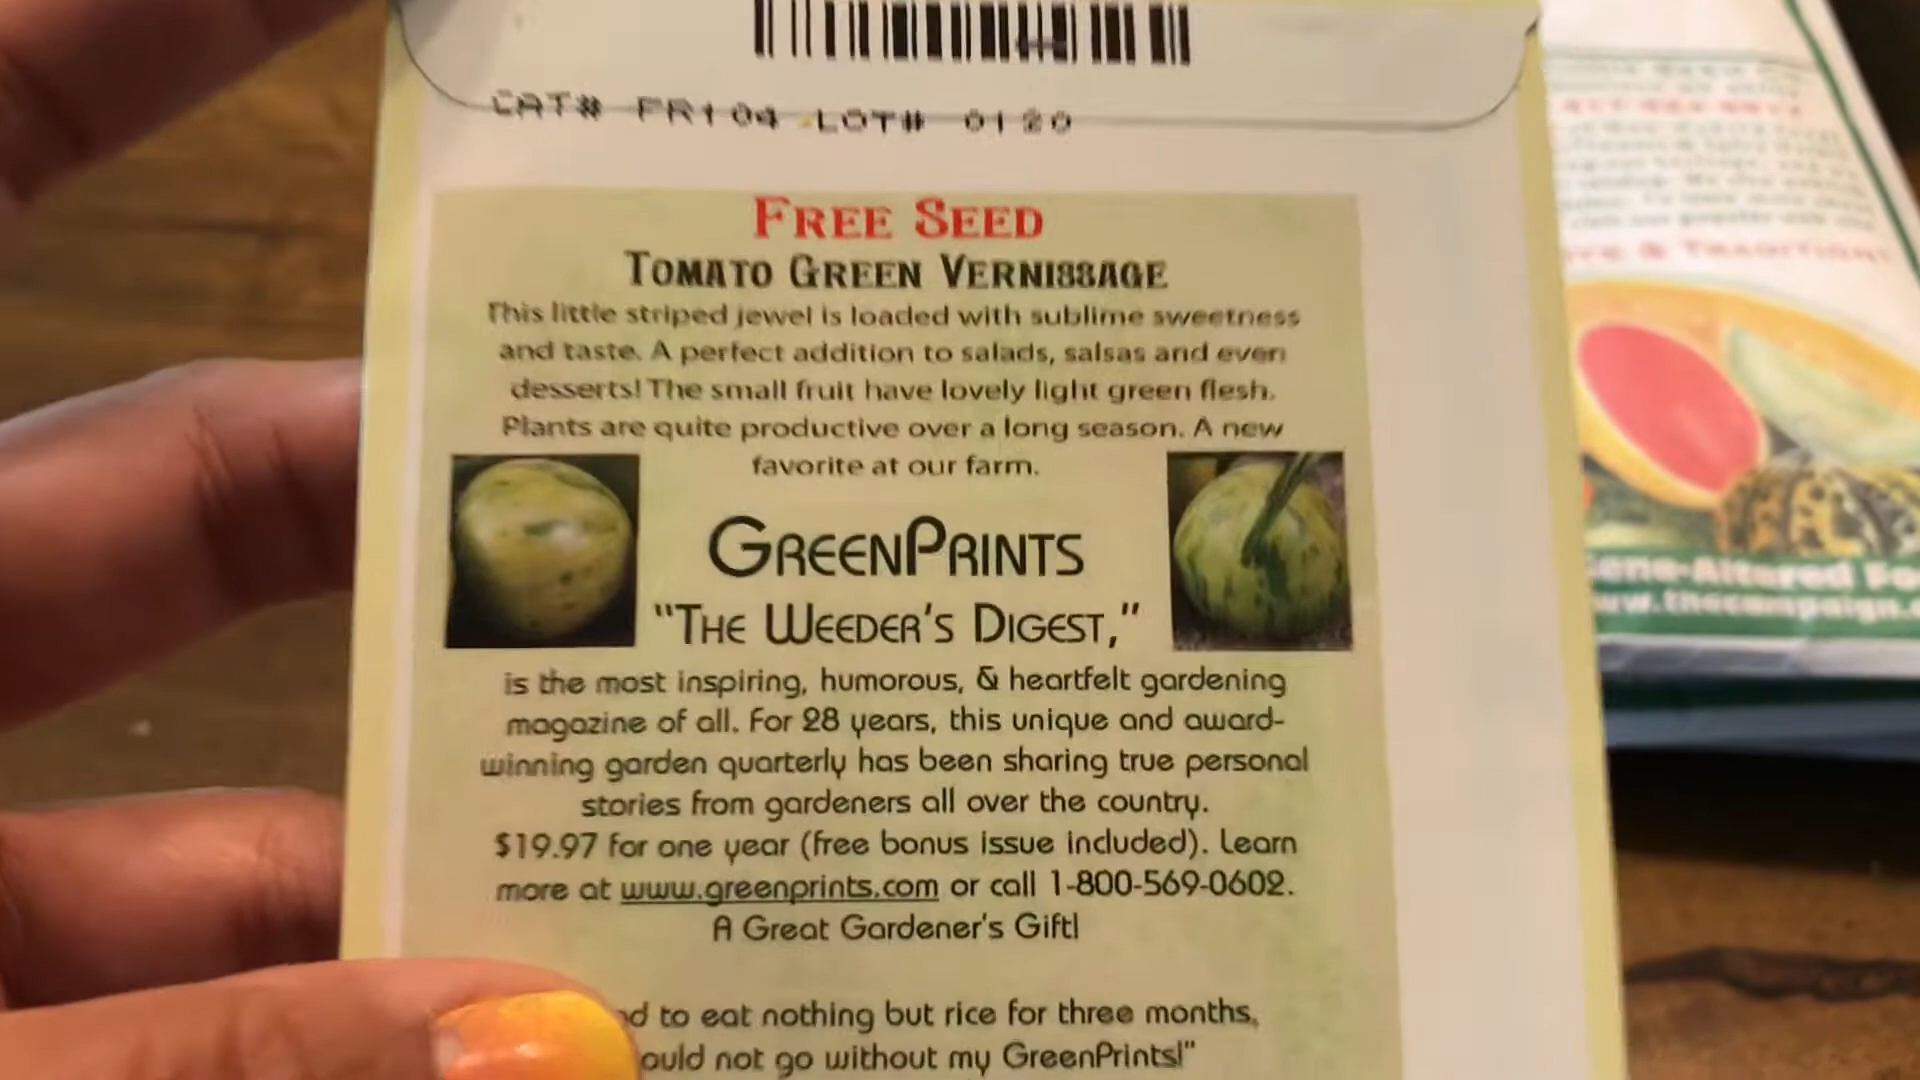 CAT# FR104 LOT# 0120
FREE SEED
TOMATO GREEN VERNISSAGE
This little striped jewel is loaded with sublime sweetness
and taste. A perfect addition to salads, salsas and even
desserts! The small fruit have lovely light green flesh.
Plants are quite productive over a long season. A new
favorite at our farm.
GREENPRINTS
"THE WEEDER'S DIGEST,"
is the most inspiring, humorous, & heartfelt gardening
magazine of all. For 28 years, this unique and award-
winning garden quarterly has been sharing true personal
stories from gardeners all over the country.
$19.97 for one year (free bonus issue included). Learn
more at www.greenprints.com or call 1-800-569-0602.
A Great Gardener's Gift!
to eat nothing but rice for three months,
not go without my GreenPrints!"
& TRADITION
www.thecampaign.